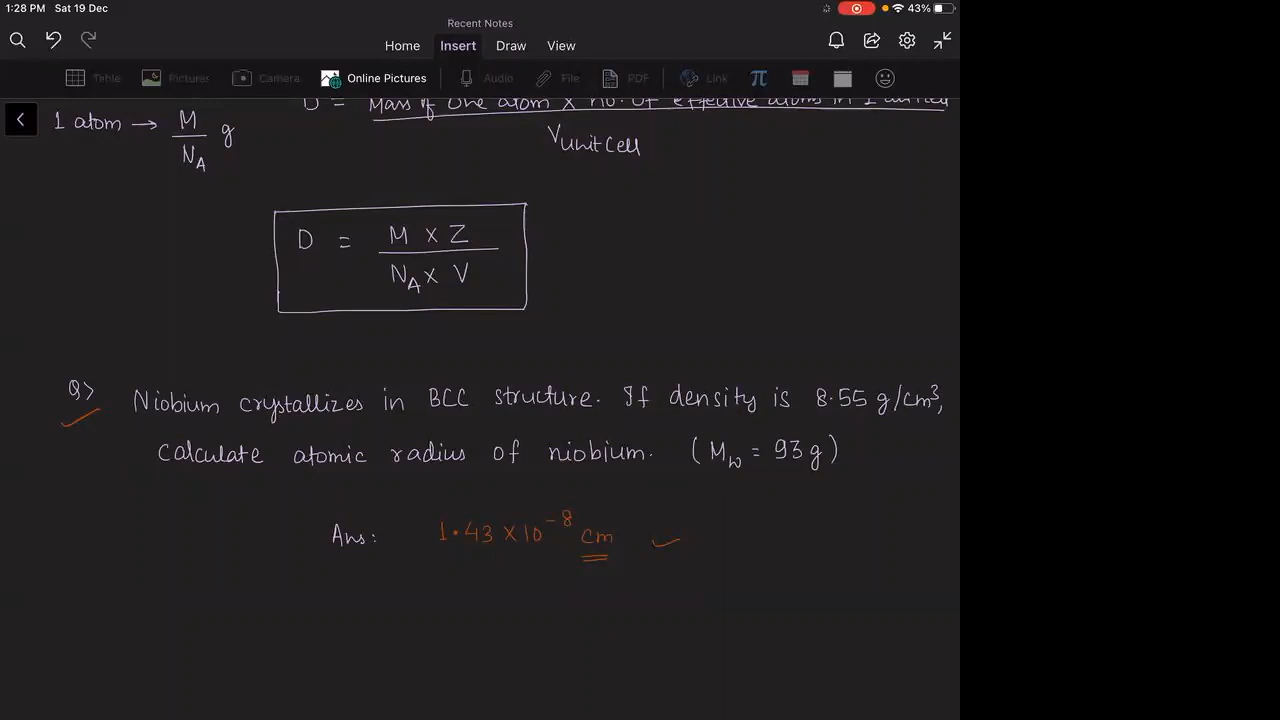 1:28 PM Sat 19 Dec
43%
Recent Notes
Home Insert Draw View
Table Pictures Camera Online Pictures Audio File PDF Link
D = Mass of one atom x no. of effective atoms in 1 unit cell
V unit cell
1 atom → M/N_A g
D = M x Z
N_A x V
Q> Niobium crystallizes in BCC structure. If density is 8.55 g/cm³,
calculate atomic radius of niobium. (Mw = 93 g)
Ans: 1.43 x 10⁻⁸ cm